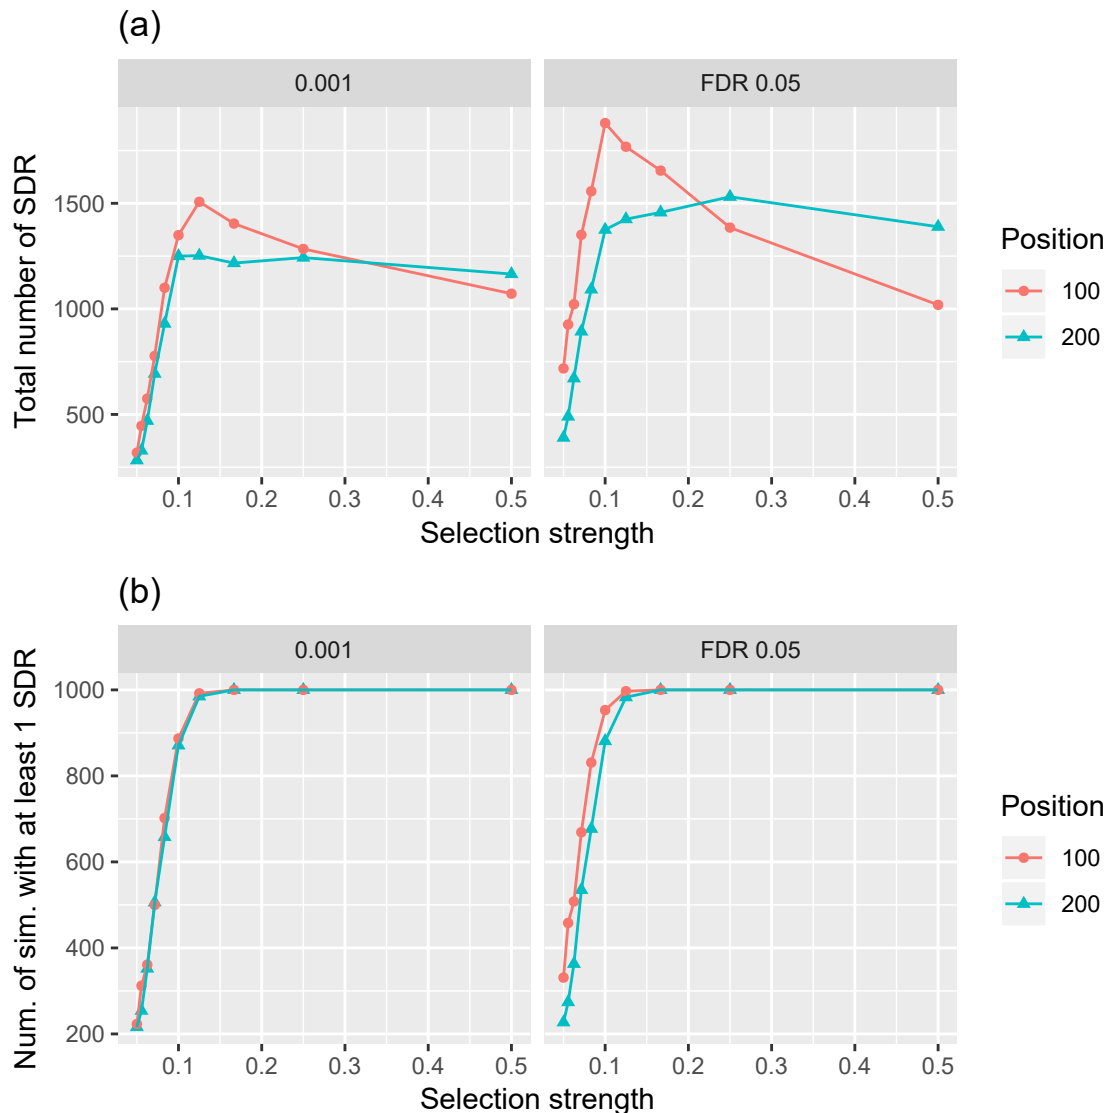 (a)
0.001
FDR 0.05
Total number of SDR
1500
1000
500
0.1 0.2 0.3 0.4 0.5
0.1 0.2 0.3 0.4 0.5
Selection strength
Position
100
200
(b)
0.001
FDR 0.05
Num. of sim. with at least 1 SDR
1000
800
600
400
200
0.1 0.2 0.3 0.4 0.5
0.1 0.2 0.3 0.4 0.5
Selection strength
Position
100
200